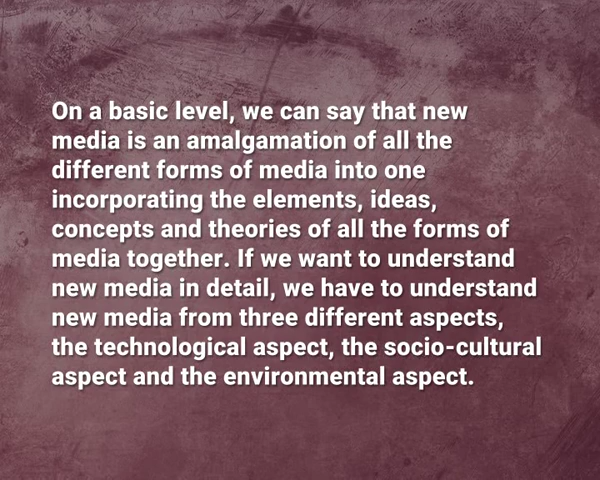 On a basic level, we can say that new
media is an amalgamation of all the
different forms of media into one
incorporating the elements, ideas,
concepts and theories of all the forms of
media together. If we want to understand
new media in detail, we have to understand
new media from three different aspects,
the technological aspect, the socio-cultural
aspect and the environmental aspect.